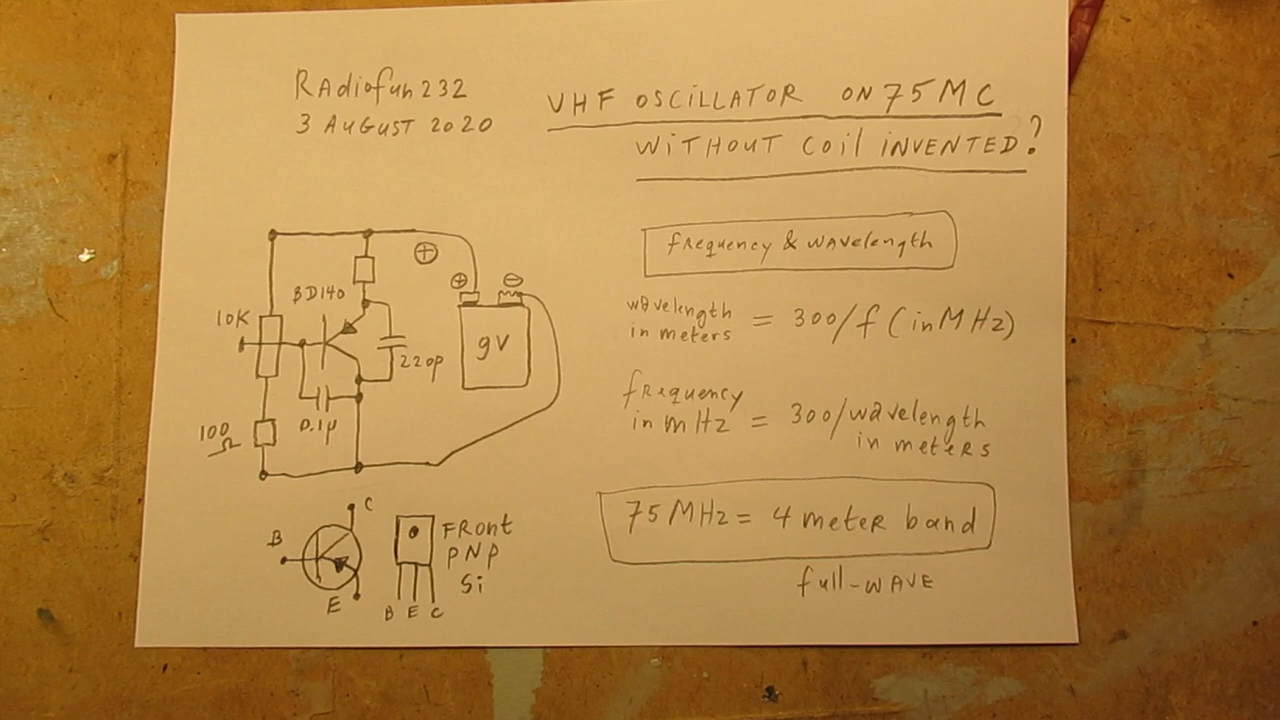 RAdiofun232
3 AUGUST 2020
VHF OSCiLLATOR ON 75 MC
WiTHOUT COil iNVENTED?
frequency & wavelength
wavelength
in meters = 300/f (in MHz)
frequency
in mHz = 300/wavelength
in meters
75 MHz = 4 meter band
full-WAVE
BD140
10K
220p
9V
0.1µ
100
Ω
C
B
E
FRont
PNP
Si
B E C